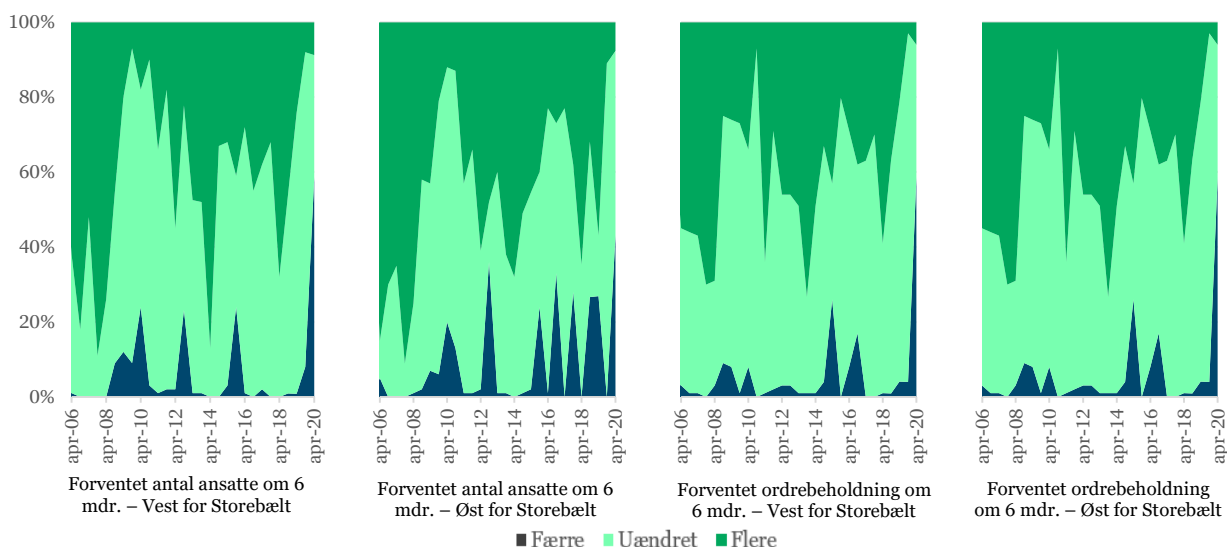 100%
80%
60%
40%
20%
0%
apr-06
apr-08
apr-10
apr-12
apr-14
apr-16
apr-18
apr-20
apr-06
apr-08
apr-10
apr-12
apr-14
apr-16
apr-18
apr-20
apr-06
apr-08
apr-10
apr-12
apr-14
apr-16
apr-18
apr-20
apr-06
apr-08
apr-10
apr-12
apr-14
apr-16
apr-18
apr-20
Forventet antal ansatte om 6
mdr. – Vest for Storebælt
Forventet antal ansatte om 6
mdr. – Øst for Storebælt
Forventet ordrebeholdning om
6 mdr. – Vest for Storebælt
Forventet ordrebeholdning
om 6 mdr. – Øst for Storebælt
Færre Uændret Flere